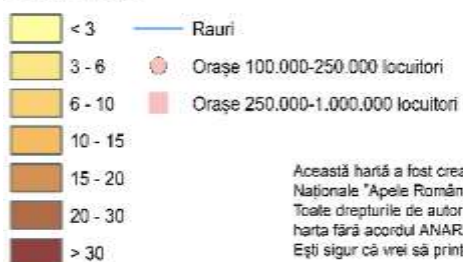 < 3
Rauri
3 - 6
Orașe 100.000-250.000 locuitori
6 - 10
Orașe 250.000-1.000.000 locuitori
10 - 15
15 - 20
20 - 30
> 30
Această hartă a fost crea
Naționale "Apele Român
Toate drepturile de autor
harta fără acordul ANAR
Ești sigur că vrei să print